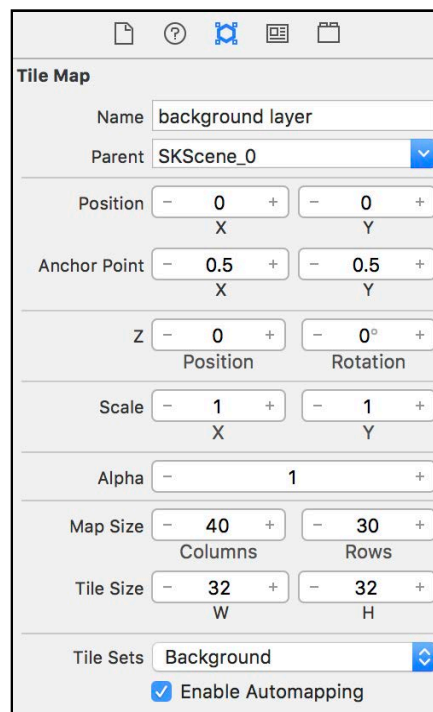 Tile Map
Name background layer
Parent SKScene_0
Position − 0 + − 0 +
X Y
Anchor Point − 0.5 + − 0.5 +
X Y
Z − 0 + − 0° +
Position Rotation
Scale − 1 + − 1 +
X Y
Alpha − 1 +
Map Size − 40 + − 30 +
Columns Rows
Tile Size − 32 + − 32 +
W H
Tile Sets Background
Enable Automapping